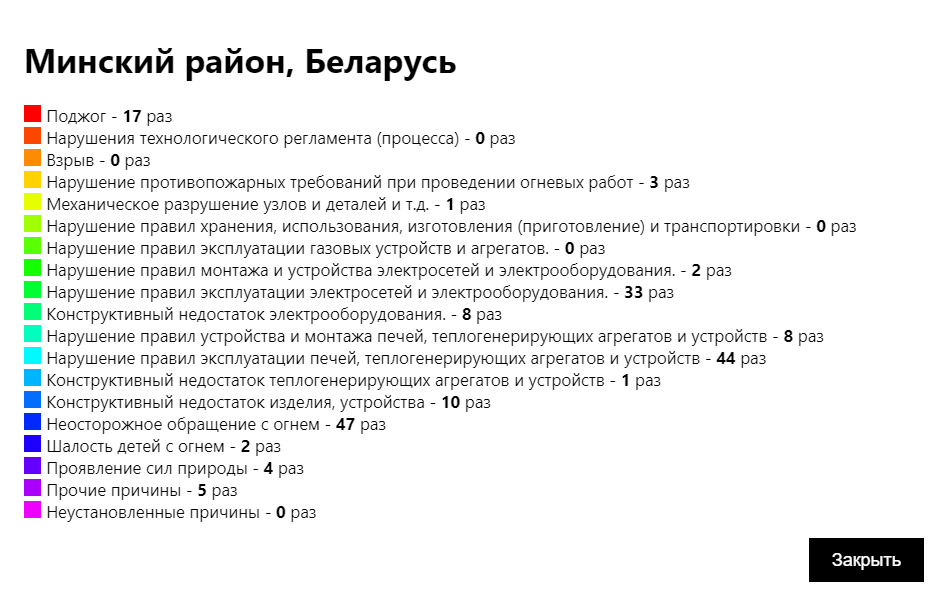 Минский район, Беларусь
Поджог - 17 раз
Нарушения технологического регламента (процесса) - 0 раз
Взрыв - 0 раз
Нарушение противопожарных требований при проведении огневых работ - 3 раз
Механическое разрушение узлов и деталей и т.д. - 1 раз
Нарушение правил хранения, использования, изготовления (приготовление) и транспортировки - 0 раз
Нарушение правил эксплуатации газовых устройств и агрегатов. - 0 раз
Нарушение правил монтажа и устройства электросетей и электрооборудования. - 2 раз
Нарушение правил эксплуатации электросетей и электрооборудования. - 33 раз
Конструктивный недостаток электрооборудования. - 8 раз
Нарушение правил устройства и монтажа печей, теплогенерирующих агрегатов и устройств - 8 раз
Нарушение правил эксплуатации печей, теплогенерирующих агрегатов и устройств - 44 раз
Конструктивный недостаток теплогенерирующих агрегатов и устройств - 1 раз
Конструктивный недостаток изделия, устройства - 10 раз
Неосторожное обращение с огнем - 47 раз
Шалость детей с огнем - 2 раз
Проявление сил природы - 4 раз
Прочие причины - 5 раз
Неустановленные причины - 0 раз
Закрыть